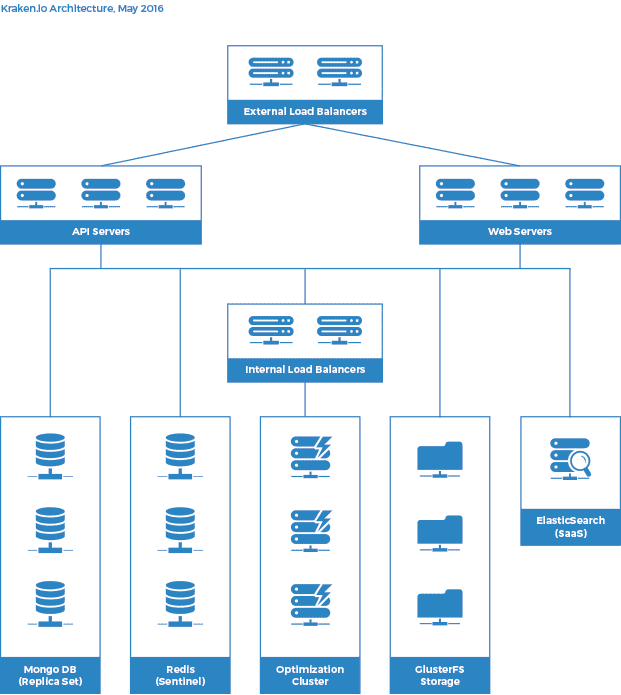 Kraken.io Architecture, May 2016
External Load Balancers
API Servers
Web Servers
Internal Load Balancers
ElasticSearch
(SaaS)
Mongo DB
(Replica Set)
Redis
(Sentinel)
Optimization
Cluster
GlusterFS
Storage